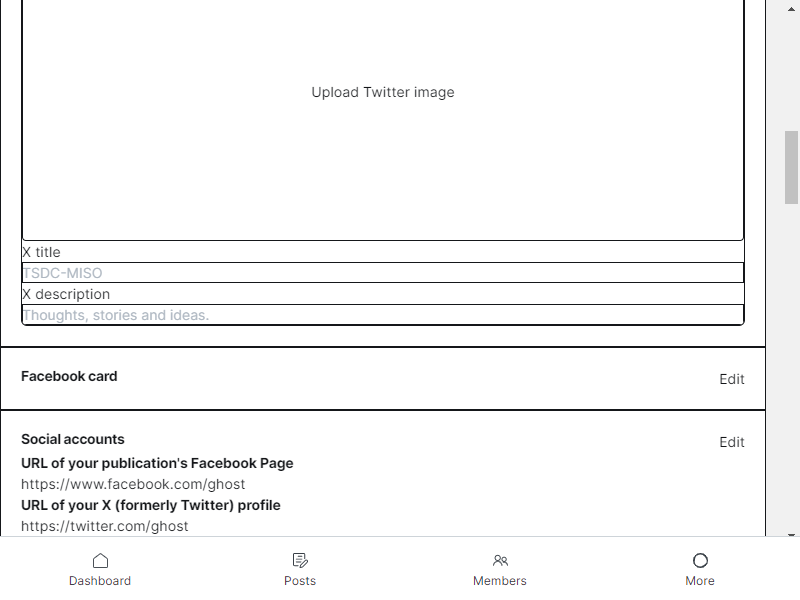 Upload Twitter image
X title
TSDC-MISO
X description
Thoughts, stories and ideas.
Facebook card
Edit
Social accounts
Edit
URL of your publication's Facebook Page
https://www.facebook.com/ghost
URL of your X (formerly Twitter) profile
https://twitter.com/ghost
Dashboard
Posts
Members
More